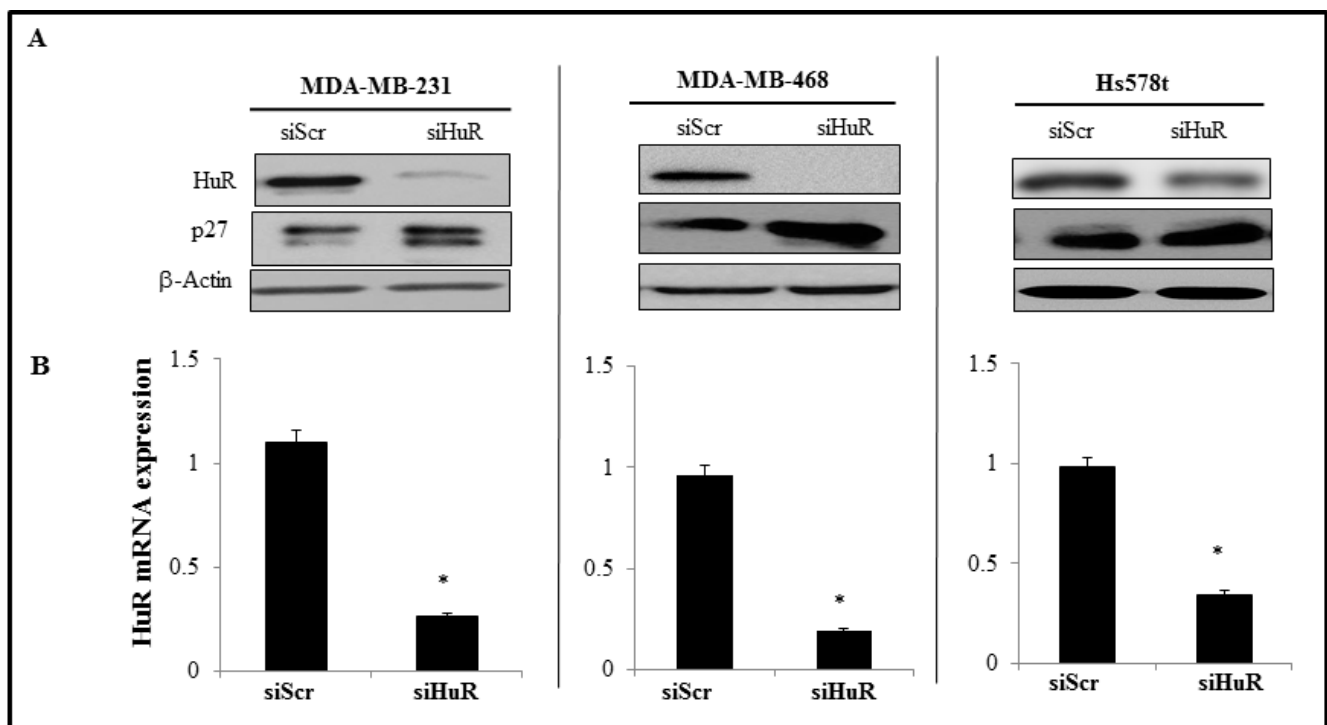 A
MDA-MB-231
MDA-MB-468
Hs578t
siScr siHuR
siScr siHuR
siScr siHuR
HuR
p27
β-Actin
B
HuR mRNA expression
1.5
1
0.5
0
*
siScr siHuR
1.5
1
0.5
0
*
siScr siHuR
1.5
1
0.5
0
*
siScr siHuR